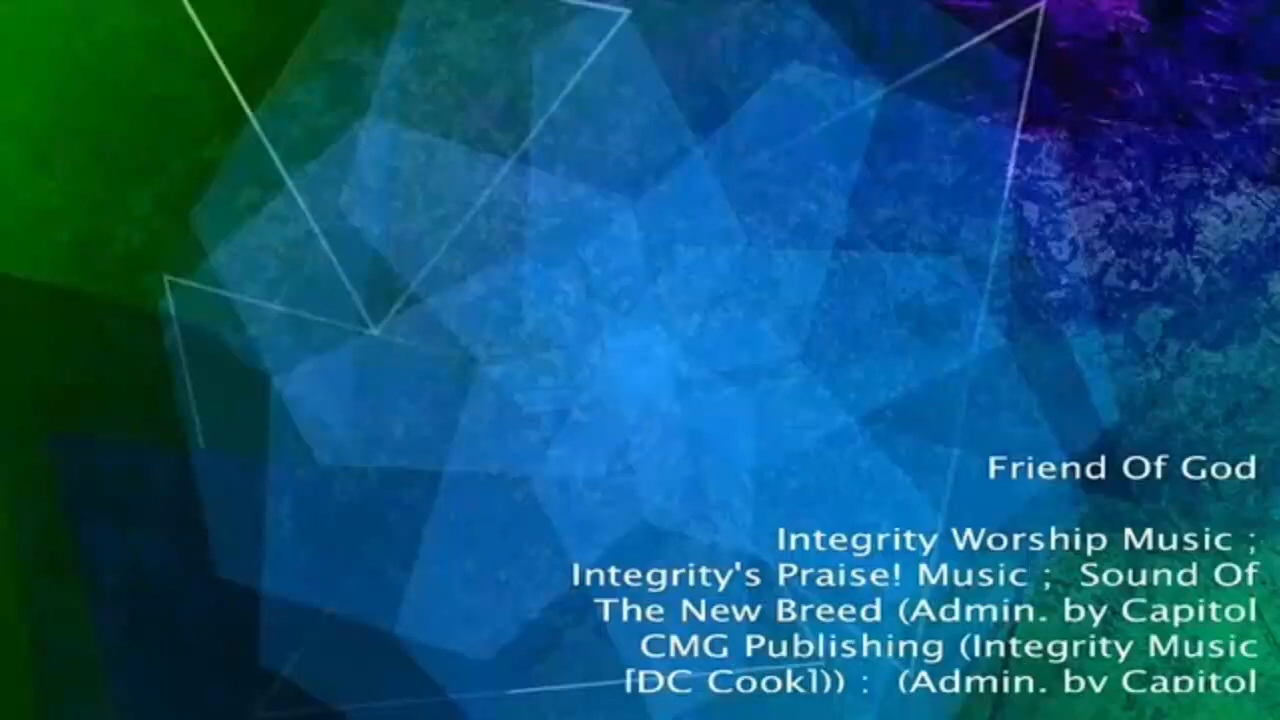 Friend Of God
Integrity Worship Music ;
Integrity's Praise! Music ;  Sound Of
The New Breed (Admin. by Capitol
CMG Publishing (Integrity Music
[DC Cook])) ;  (Admin. by Capitol